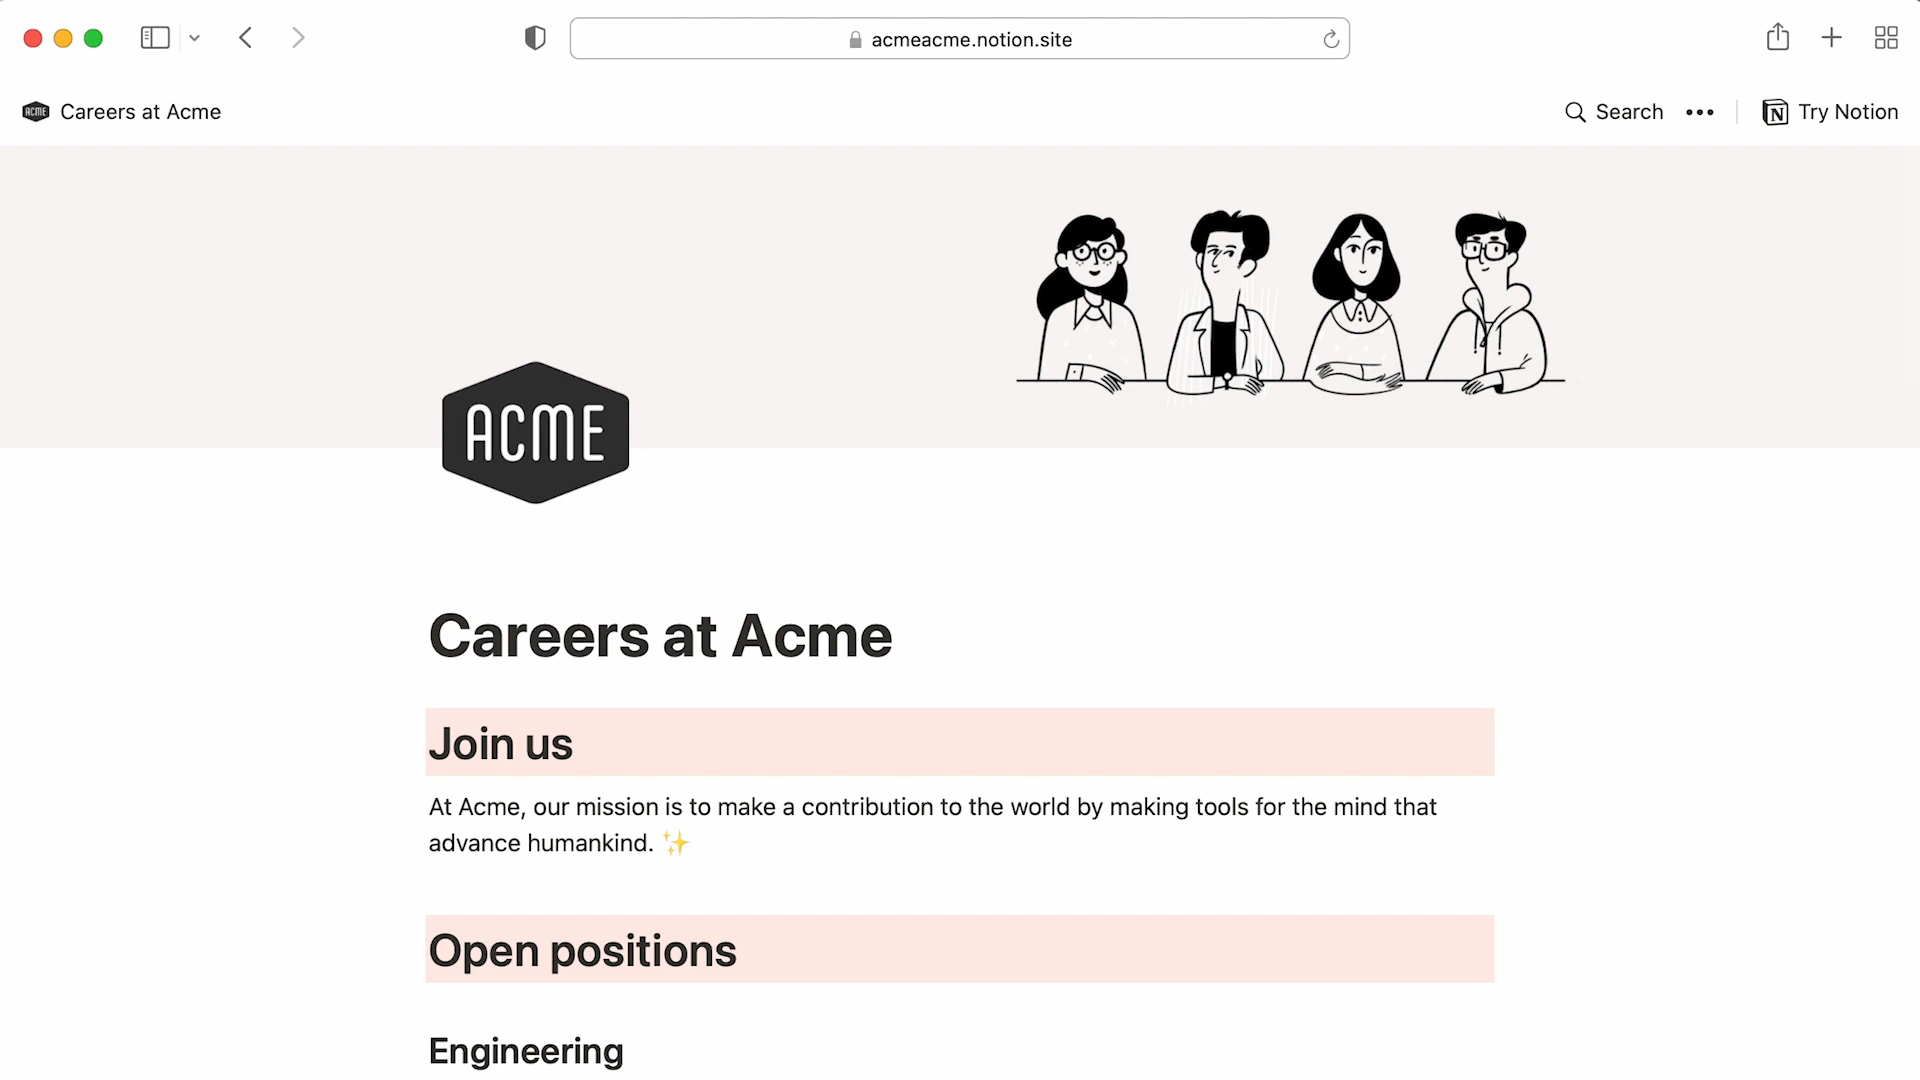 acmeacme.notion.site
ACME Careers at Acme
Search ••• Try Notion
ACME
Careers at Acme
Join us
At Acme, our mission is to make a contribution to the world by making tools for the mind that
advance humankind. ✨
Open positions
Engineering